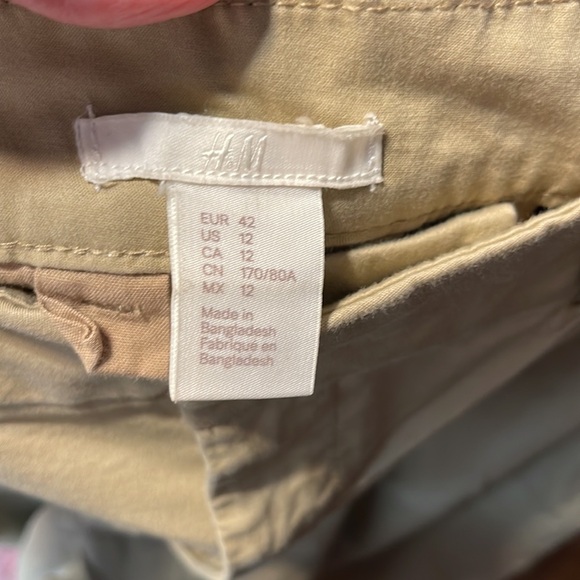 H&M
EUR 42
US 12
CA 12
CN 170/80A
MX 12
Made in
Bangladesh
Fabriqué en
Bangladesh